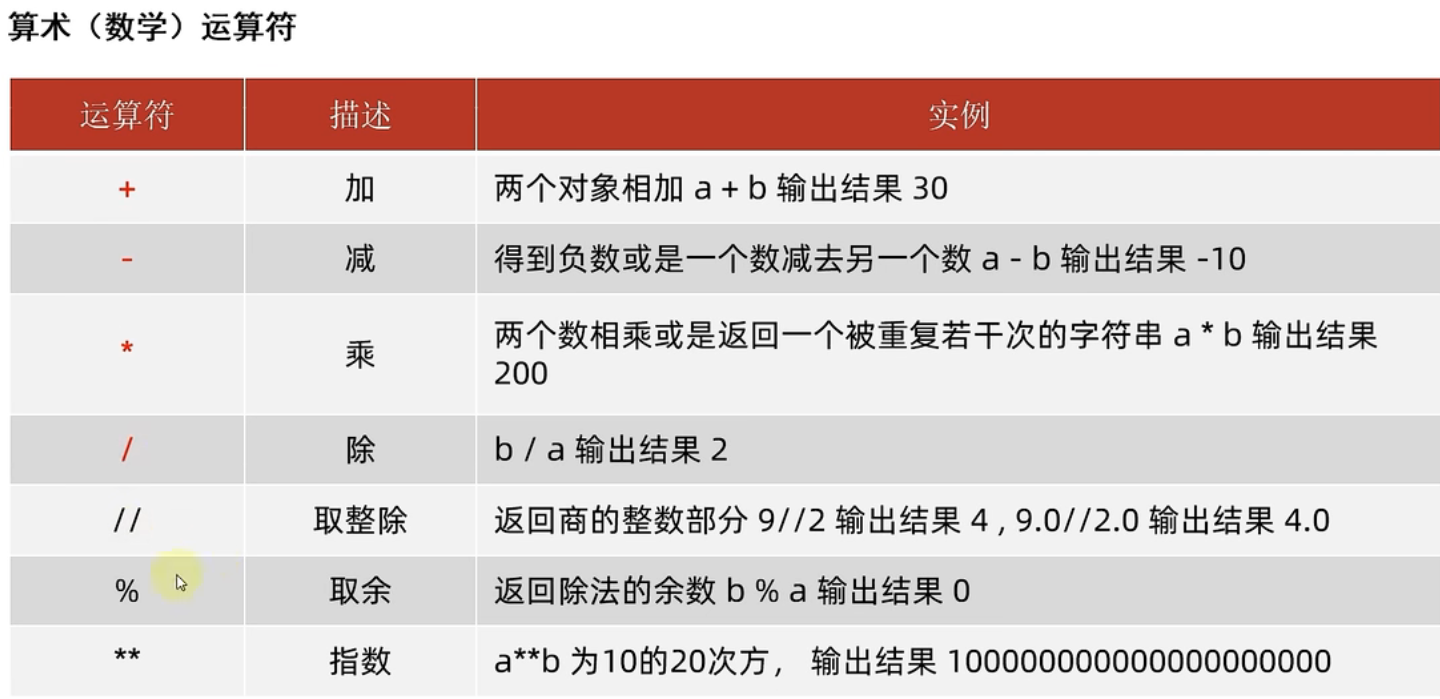 算术（数学）运算符
运算符 描述 实例
+ 加 两个对象相加 a + b 输出结果 30
- 减 得到负数或是一个数减去另一个数 a - b 输出结果 -10
* 乘 两个数相乘或是返回一个被重复若干次的字符串 a * b 输出结果
200
/ 除 b / a 输出结果 2
// 取整除 返回商的整数部分 9//2 输出结果 4 , 9.0//2.0 输出结果 4.0
% 取余 返回除法的余数 b % a 输出结果 0
** 指数 a**b 为10的20次方， 输出结果 100000000000000000000